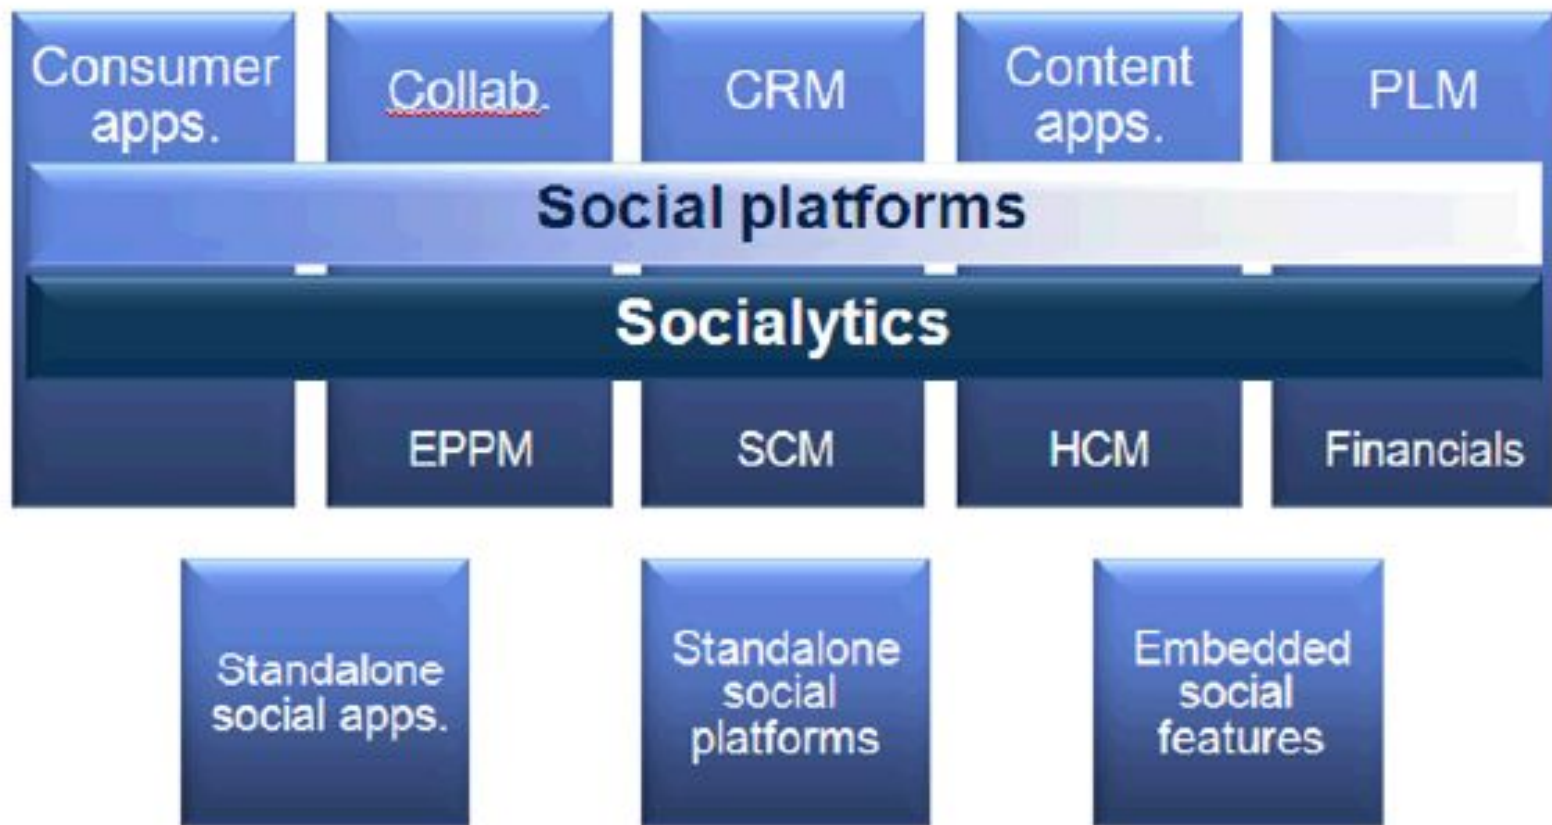 Consumer
apps.
Collab.
CRM
Content
apps.
PLM
Social platforms
Socialytics
EPPM
SCM
HCM
Financials
Standalone
social apps.
Standalone
social
platforms
Embedded
social
features